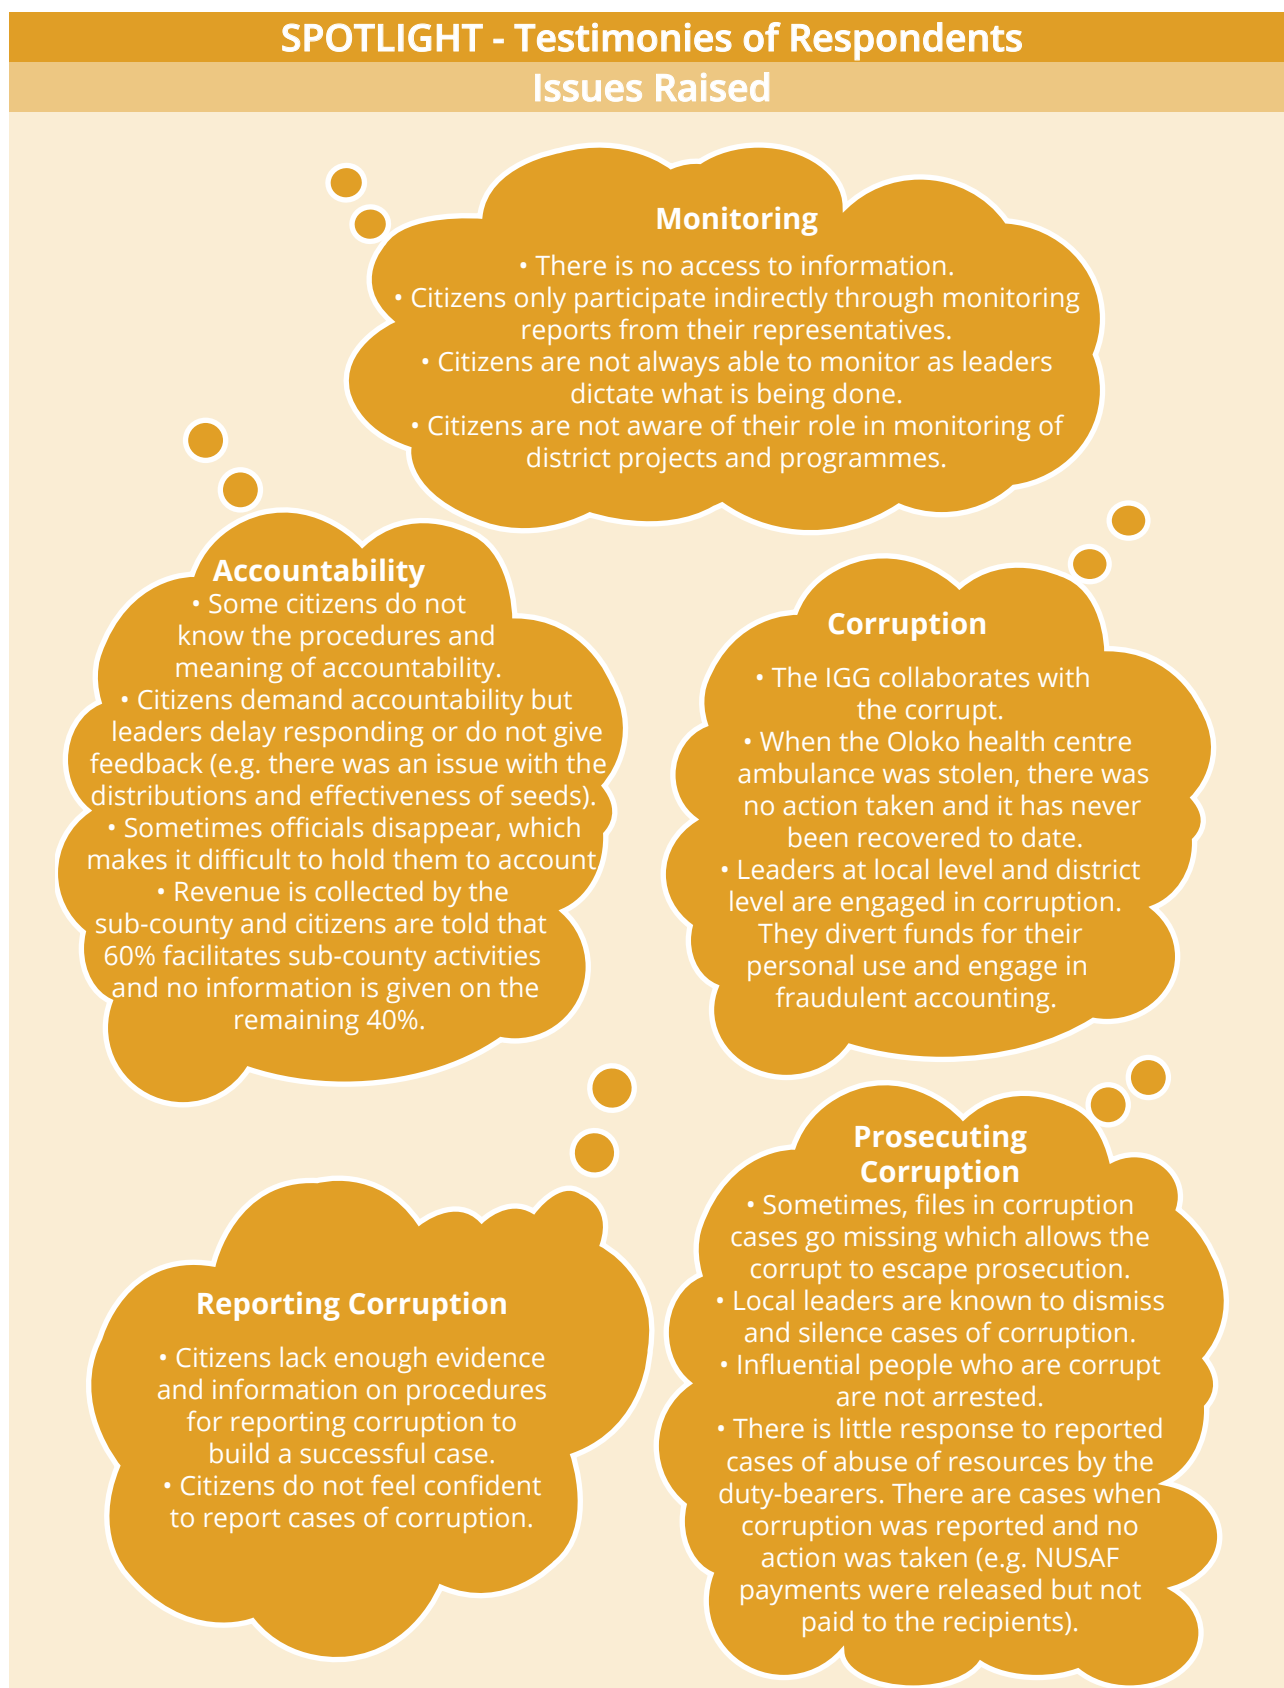 SPOTLIGHT - Testimonies of Respondents
Issues Raised
Monitoring
• There is no access to information.
• Citizens only participate indirectly through monitoring
reports from their representatives.
• Citizens are not always able to monitor as leaders
dictate what is being done.
• Citizens are not aware of their role in monitoring of
district projects and programmes.
Accountability
• Some citizens do not
know the procedures and
meaning of accountability.
• Citizens demand accountability but
leaders delay responding or do not give
feedback (e.g. there was an issue with the
distributions and effectiveness of seeds).
• Sometimes officials disappear, which
makes it difficult to hold them to account
• Revenue is collected by the
sub-county and citizens are told that
60% facilitates sub-county activities
and no information is given on the
remaining 40%.
Corruption
• The IGG collaborates with
the corrupt.
• When the Oloko health centre
ambulance was stolen, there was
no action taken and it has never
been recovered to date.
• Leaders at local level and district
level are engaged in corruption.
They divert funds for their
personal use and engage in
fraudulent accounting.
Reporting Corruption
• Citizens lack enough evidence
and information on procedures
for reporting corruption to
build a successful case.
• Citizens do not feel confident
to report cases of corruption.
Prosecuting
Corruption
• Sometimes, files in corruption
cases go missing which allows the
corrupt to escape prosecution.
• Local leaders are known to dismiss
and silence cases of corruption.
• Influential people who are corrupt
are not arrested.
• There is little response to reported
cases of abuse of resources by the
duty-bearers. There are cases when
corruption was reported and no
action was taken (e.g. NUSAF
payments were released but not
paid to the recipients).